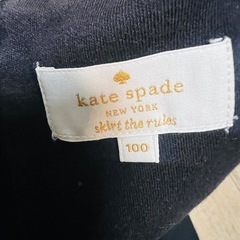 kate spade
NEW YORK
skirt the rules
100